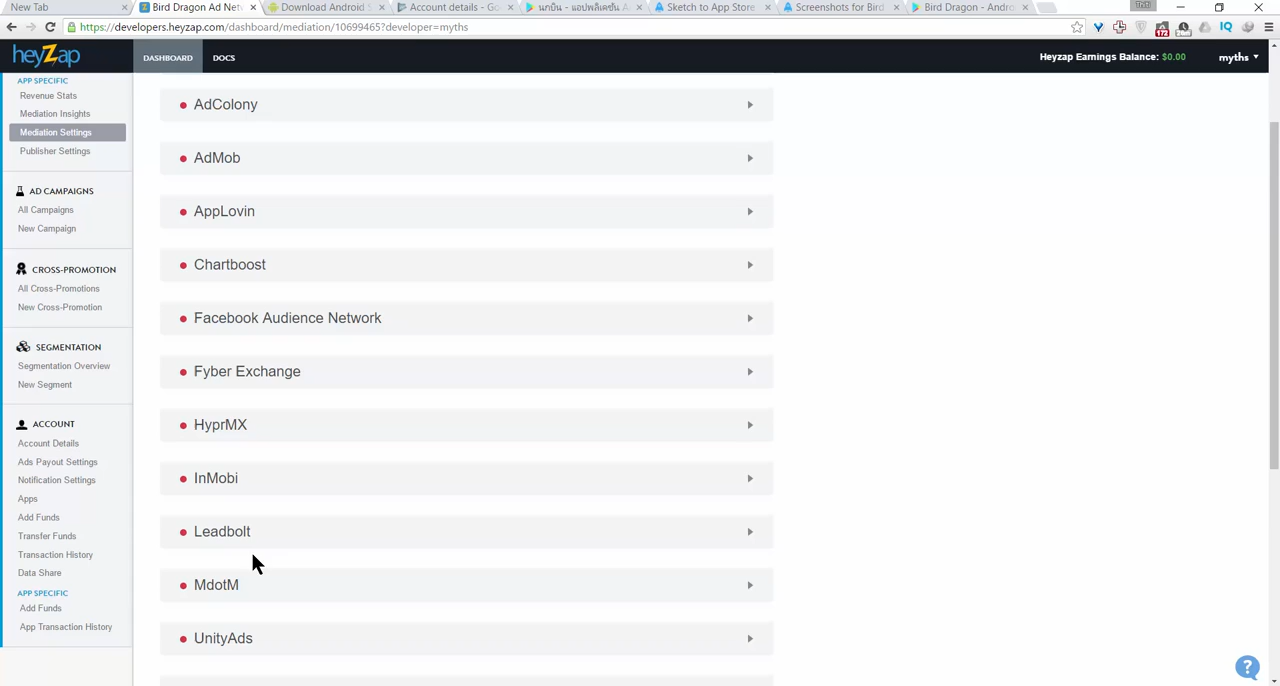 New Tab
Bird Dragon Ad Netw
Download Android S
Account details - Go
นกบิน - แอปพลิเคชัน A
Sketch to App Store
Screenshots for Bird
Bird Dragon - Andro
https://developers.heyzap.com/dashboard/mediation/10699465?developer=myths
heyZap
DASHBOARD
DOCS
Heyzap Earnings Balance: $0.00
myths
APP SPECIFIC
Revenue Stats
Mediation Insights
Mediation Settings
Publisher Settings
AD CAMPAIGNS
All Campaigns
New Campaign
CROSS-PROMOTION
All Cross-Promotions
New Cross-Promotion
SEGMENTATION
Segmentation Overview
New Segment
ACCOUNT
Account Details
Ads Payout Settings
Notification Settings
Apps
Add Funds
Transfer Funds
Transaction History
Data Share
APP SPECIFIC
Add Funds
App Transaction History
AdColony
AdMob
AppLovin
Chartboost
Facebook Audience Network
Fyber Exchange
HyprMX
InMobi
Leadbolt
MdotM
UnityAds
?